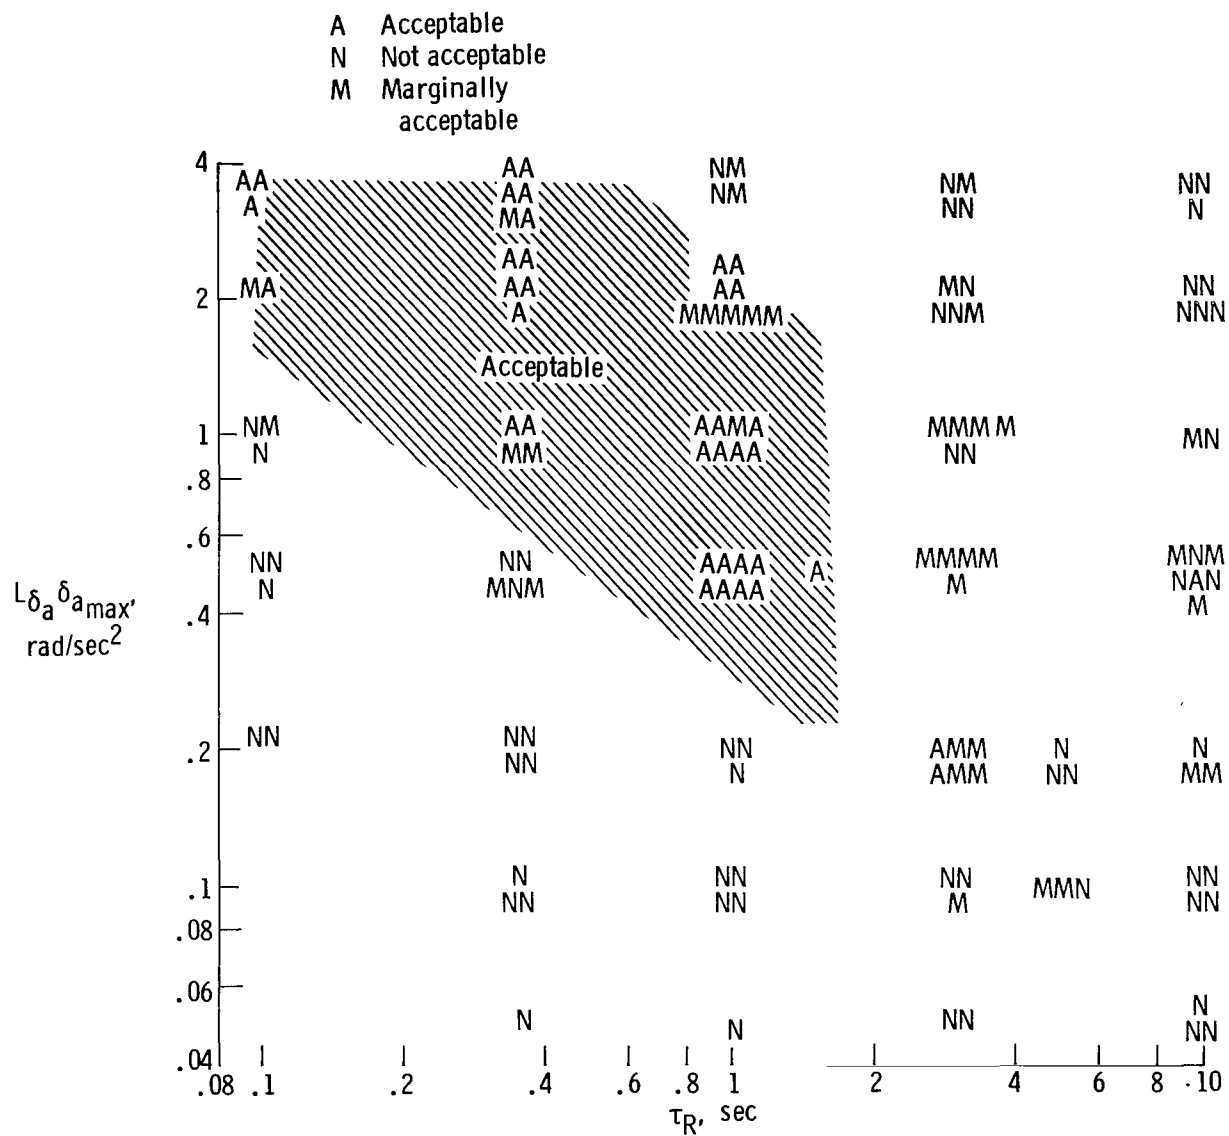 A Acceptable
N Not acceptable
M Marginally
acceptable
4
AA
A
AA
AA
MA
NM
NM
NM
NN
NN
N
2
MA
AA
AA
A
AA
AA
MMMMM
MN
NNM
NN
NNN
Acceptable
1
NM
N
AA
MM
AAMA
AAAA
MMM M
NN
MN
.8
.6
NN
N
NN
MNM
AAAA
AAAA
A
MMMM
M
MNM
NAN
M
.4
Lδa δamax,
rad/sec2
.2
NN
NN
NN
NN
N
AMM
AMM
N
NN
N
MM
.1
N
NN
NN
NN
NN
M
MMN
NN
NN
.08
.06
N
N
NN
N
NN
.04
.08 .1 .2 .4 .6 .8 1 2 4 6 8 10
τR, sec